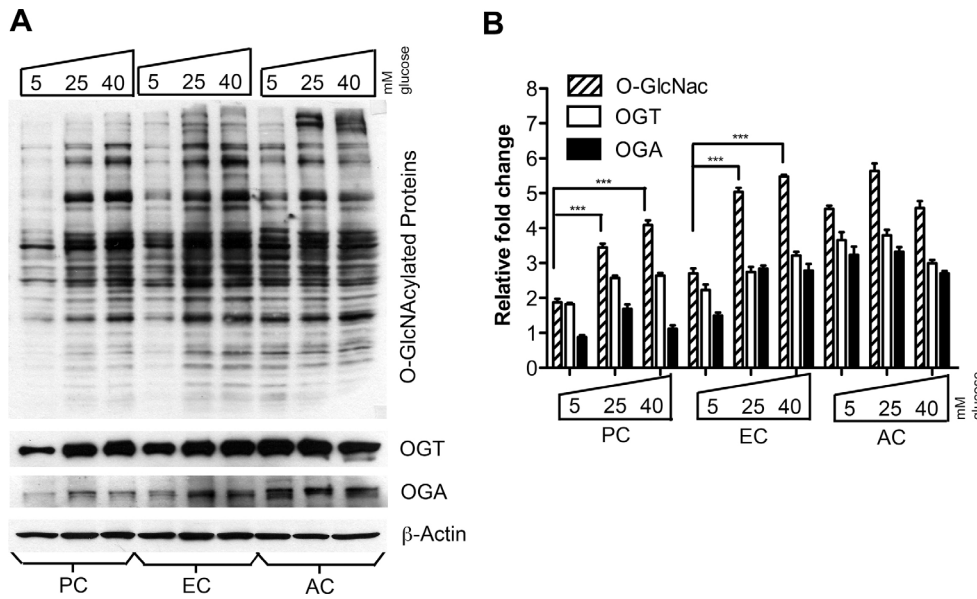 A
5 25 40 5 25 40 5 25 40 mM glucose
O-GlcNAcylated Proteins
OGT
OGA
β-Actin
PC EC AC
B
O-GlcNac
OGT
OGA
Relative fold change
8
7
6
5
4
3
2
1
0
*** *** *** ***
5 25 40 5 25 40 5 25 40 mM glucose
PC EC AC